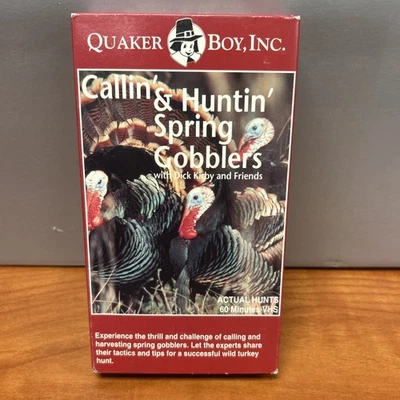 QUAKER BOY, INC.
Callin' & Huntin'
Spring
Gobblers
with Dick Kirby and Friends
ACTUAL HUNTS
60 Minutes VHS
Experience the thrill and challenge of calling and
harvesting spring gobblers. Let the experts share
their tactics and tips for a successful wild turkey
hunt.